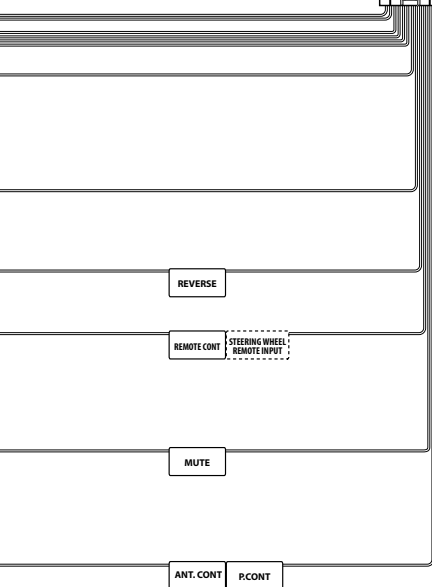 REVERSE
REMOTE CONT
STEERING WHEEL
REMOTE INPUT
MUTE
ANT. CONT
P.CONT